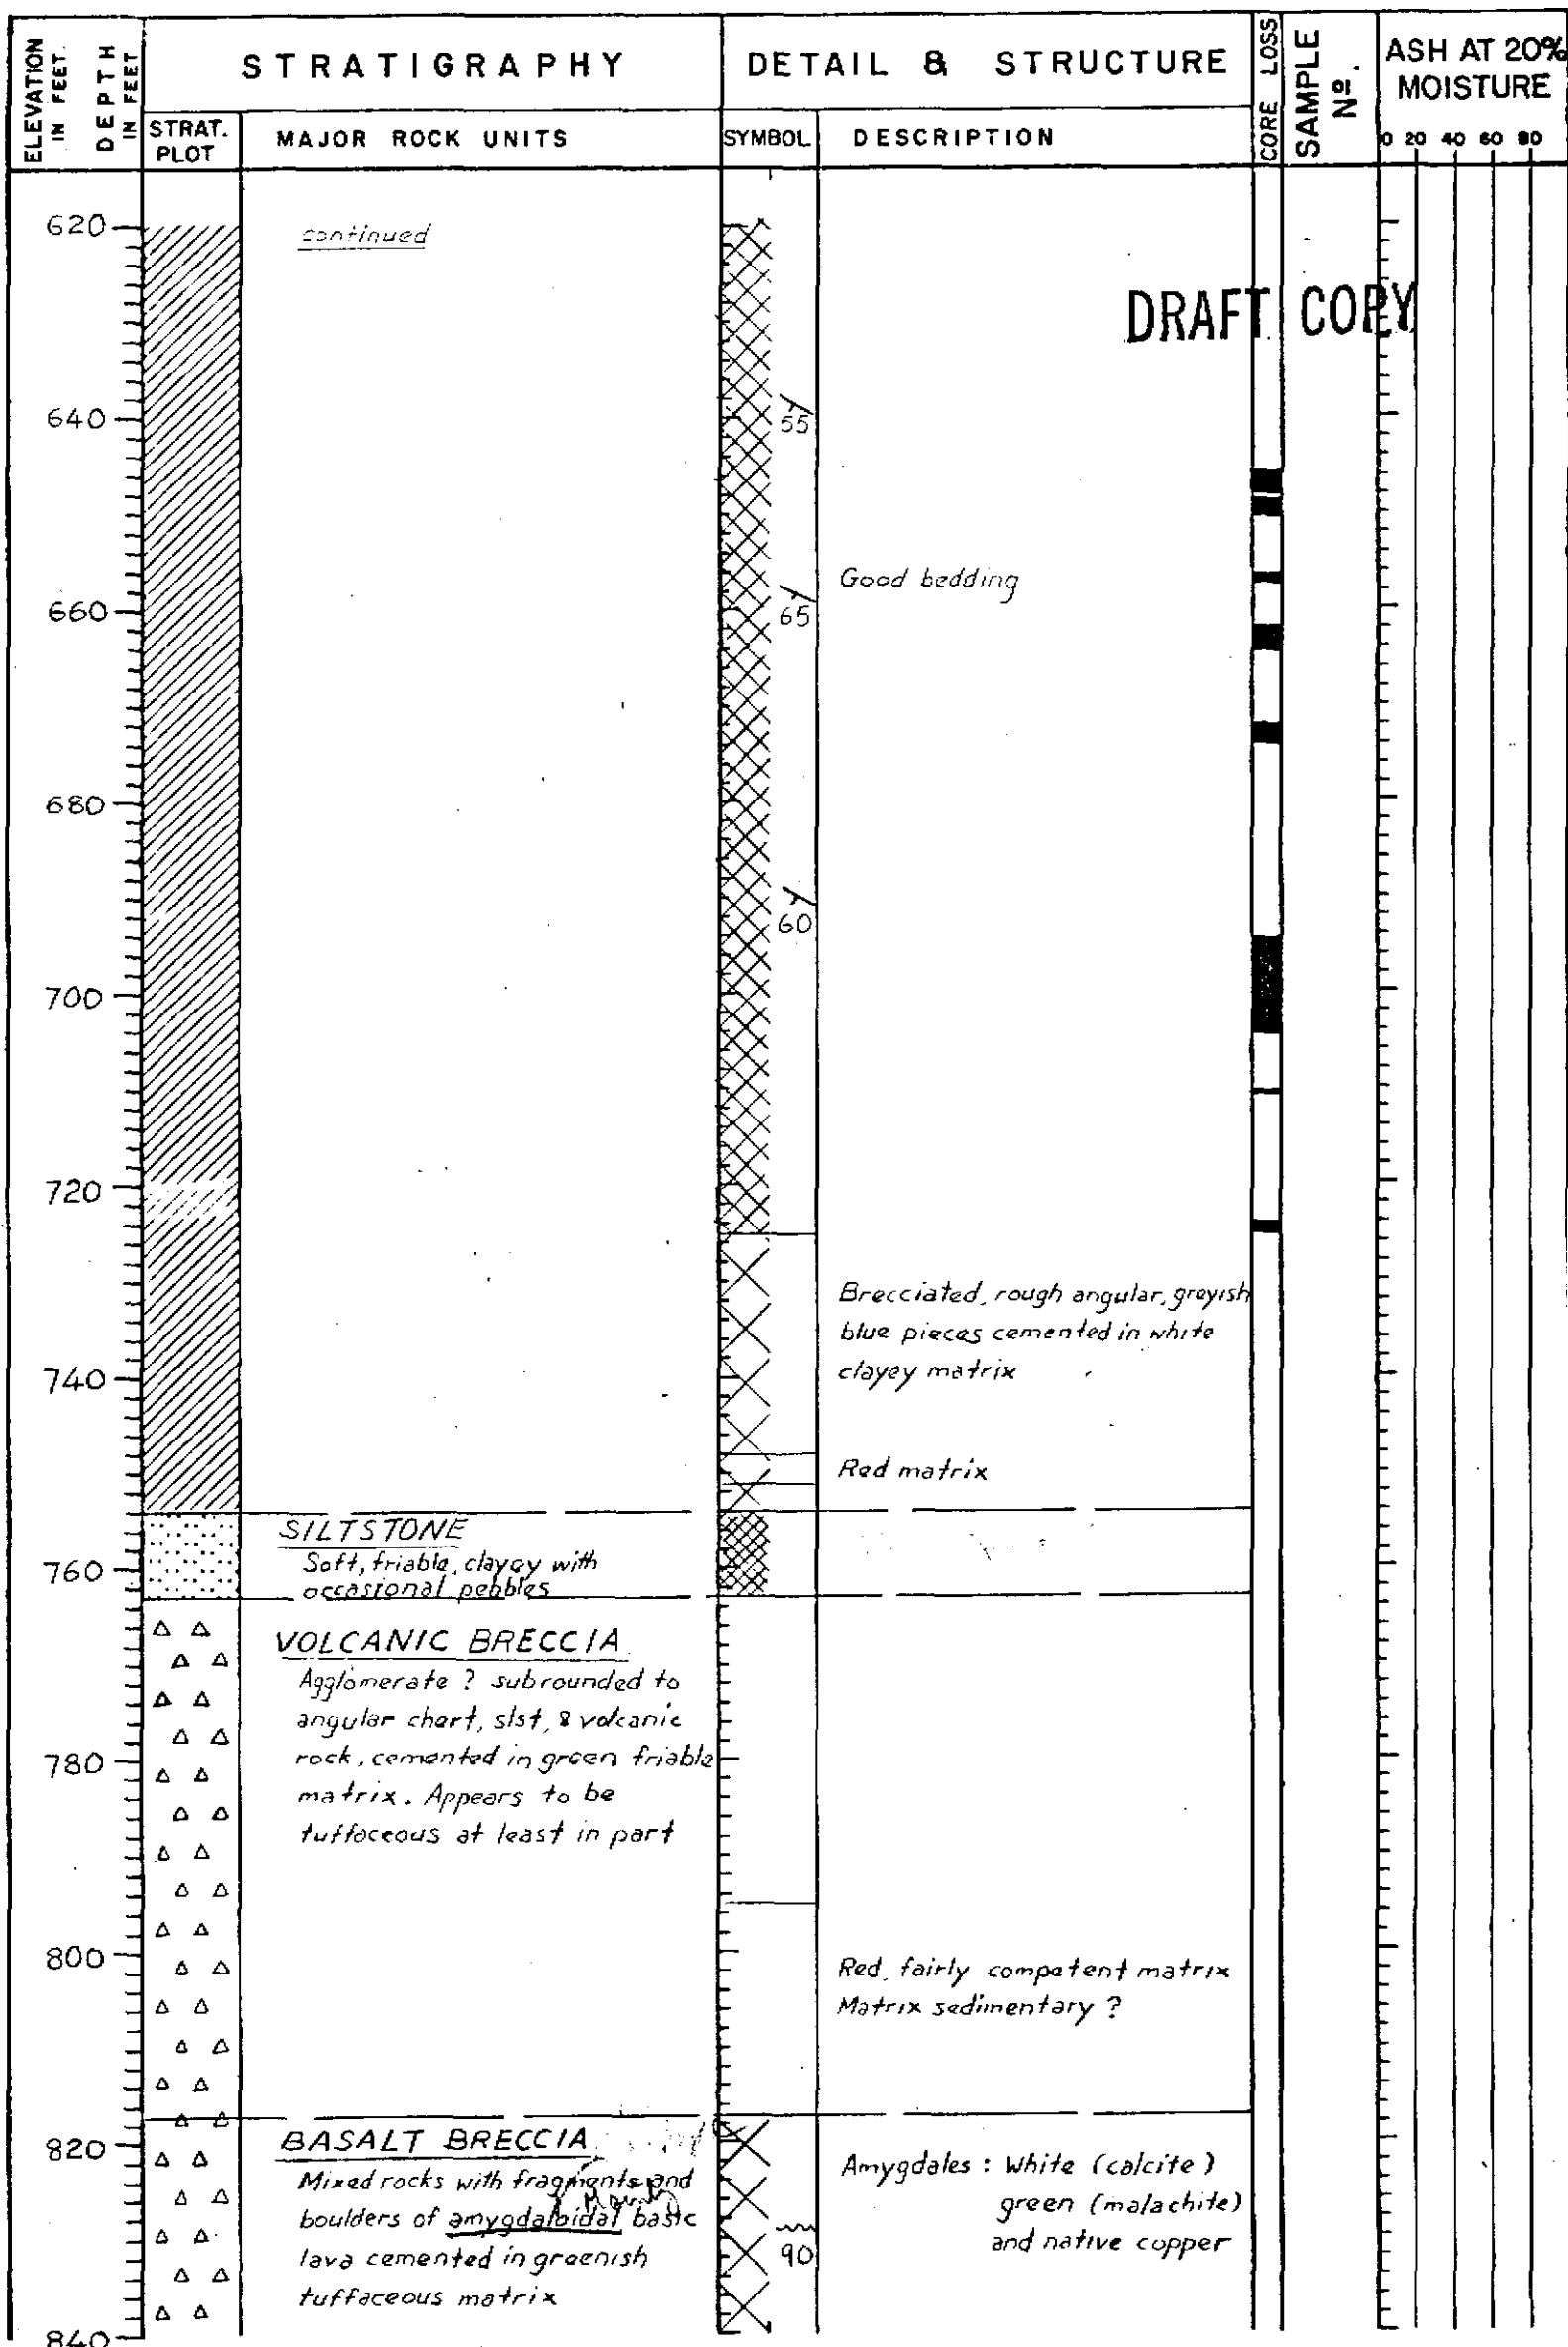 ELEVATION IN FEET.
DEPTH IN FEET
STRATIGRAPHY
DETAIL & STRUCTURE
CORE LOSS
SAMPLE Nº.
ASH AT 20% MOISTURE
STRAT. PLOT
MAJOR ROCK UNITS
SYMBOL
DESCRIPTION
0 20 40 60 80
620
continued
DRAFT COPY
640
55
Good bedding
660
65
680
60
700
720
Brecciated, rough angular, greyish
blue pieces cemented in white
clayey matrix
740
Red matrix
SILTSTONE
Soft, friable, clayey with
occasional pebbles
760
VOLCANIC BRECCIA
Agglomerate ? subrounded to
angular chert, slst, & volcanic
rock, cemented in green friable
matrix. Appears to be
tuffaceous at least in part
780
800
Red, fairly competent matrix
Matrix sedimentary ?
BASALT BRECCIA
820
Mixed rocks with fragments and
boulders of amygdaloidal basic
lava cemented in greenish
tuffaceous matrix
Amygdales : White (calcite)
green (malachite)
and native copper
90
840